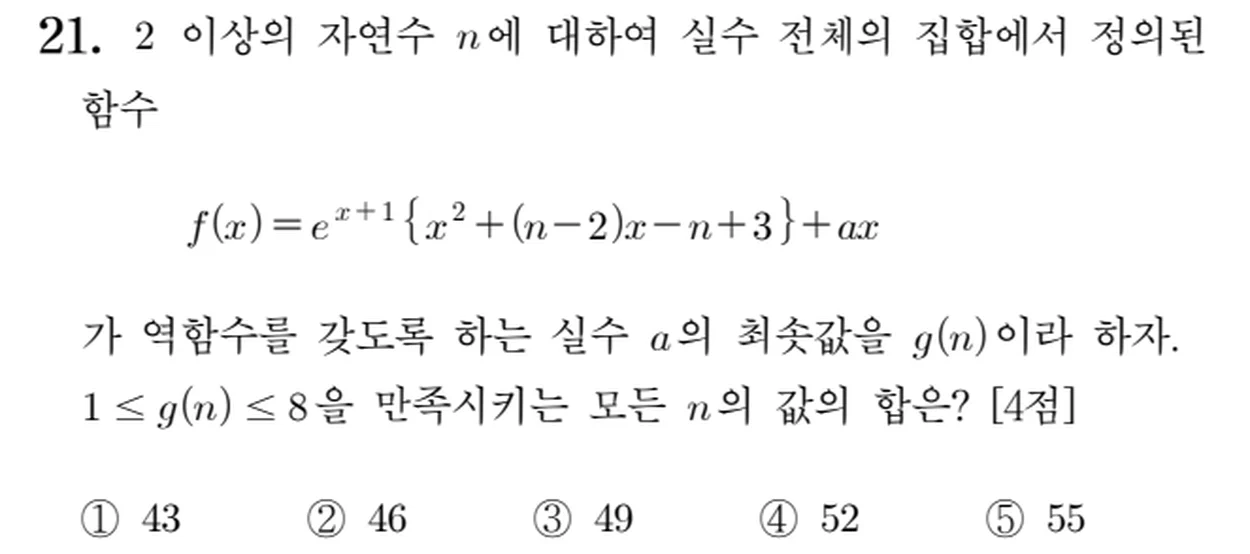 21. 2 이상의 자연수 n에 대하여 실수 전체의 집합에서 정의된
함수
f(x)=e^{x+1}{x^2+(n-2)x-n+3}+ax
가 역함수를 갖도록 하는 실수 a의 최솟값을 g(n)이라 하자.
1≤g(n)≤8을 만족시키는 모든 n의 값의 합은? [4점]
① 43 ② 46 ③ 49 ④ 52 ⑤ 55